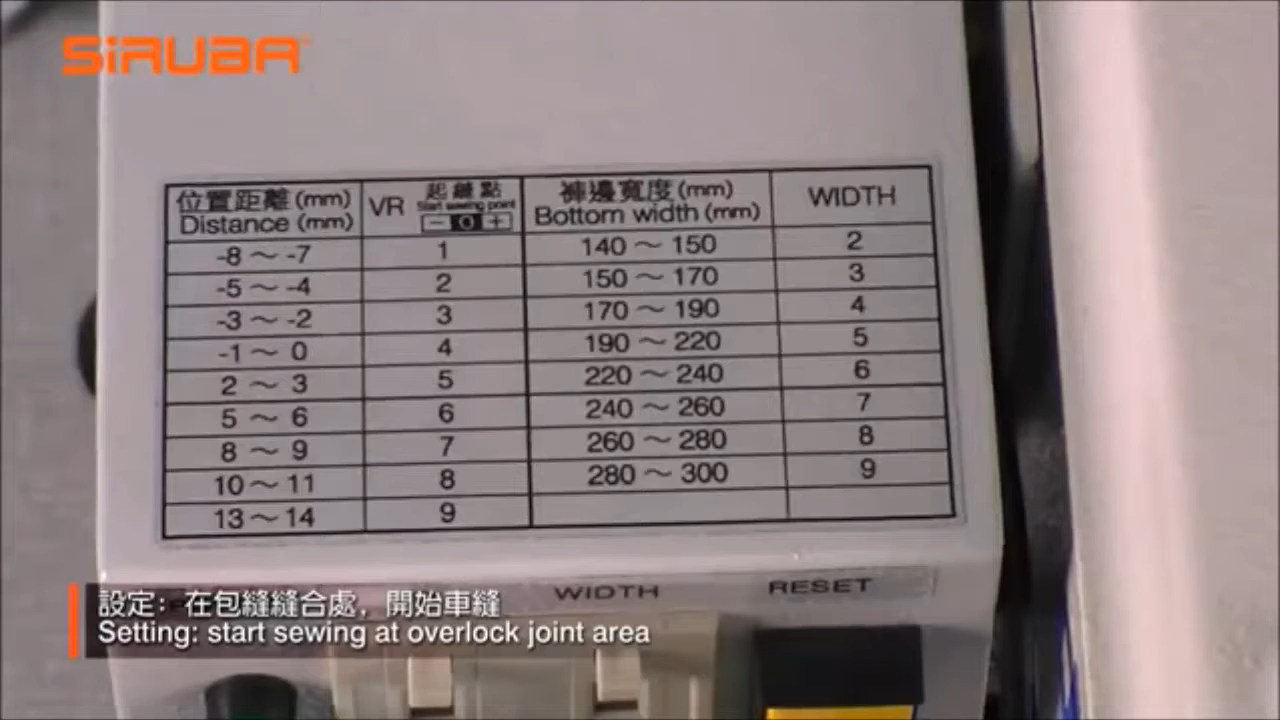 SiRUBA
位置距離 (mm) VR 起縫點 褲邊寬度 (mm) WIDTH
Distance (mm) Start sewing point Bottom width (mm)
− 0 +
-8 ～ -7 1 140 ～ 150 2
-5 ～ -4 2 150 ～ 170 3
-3 ～ -2 3 170 ～ 190 4
-1 ～ 0 4 190 ～ 220 5
2 ～ 3 5 220 ～ 240 6
5 ～ 6 6 240 ～ 260 7
8 ～ 9 7 260 ～ 280 8
10 ～ 11 8 280 ～ 300 9
13 ～ 14 9
WIDTH RESET
設定：在包縫縫合處，開始車縫
Setting: start sewing at overlock joint area